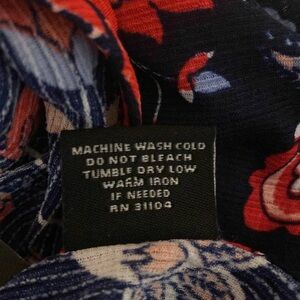 MACHINE WASH COLD
DO NOT BLEACH
TUMBLE DRY LOW
WARM IRON
IF NEEDED
RN 31104